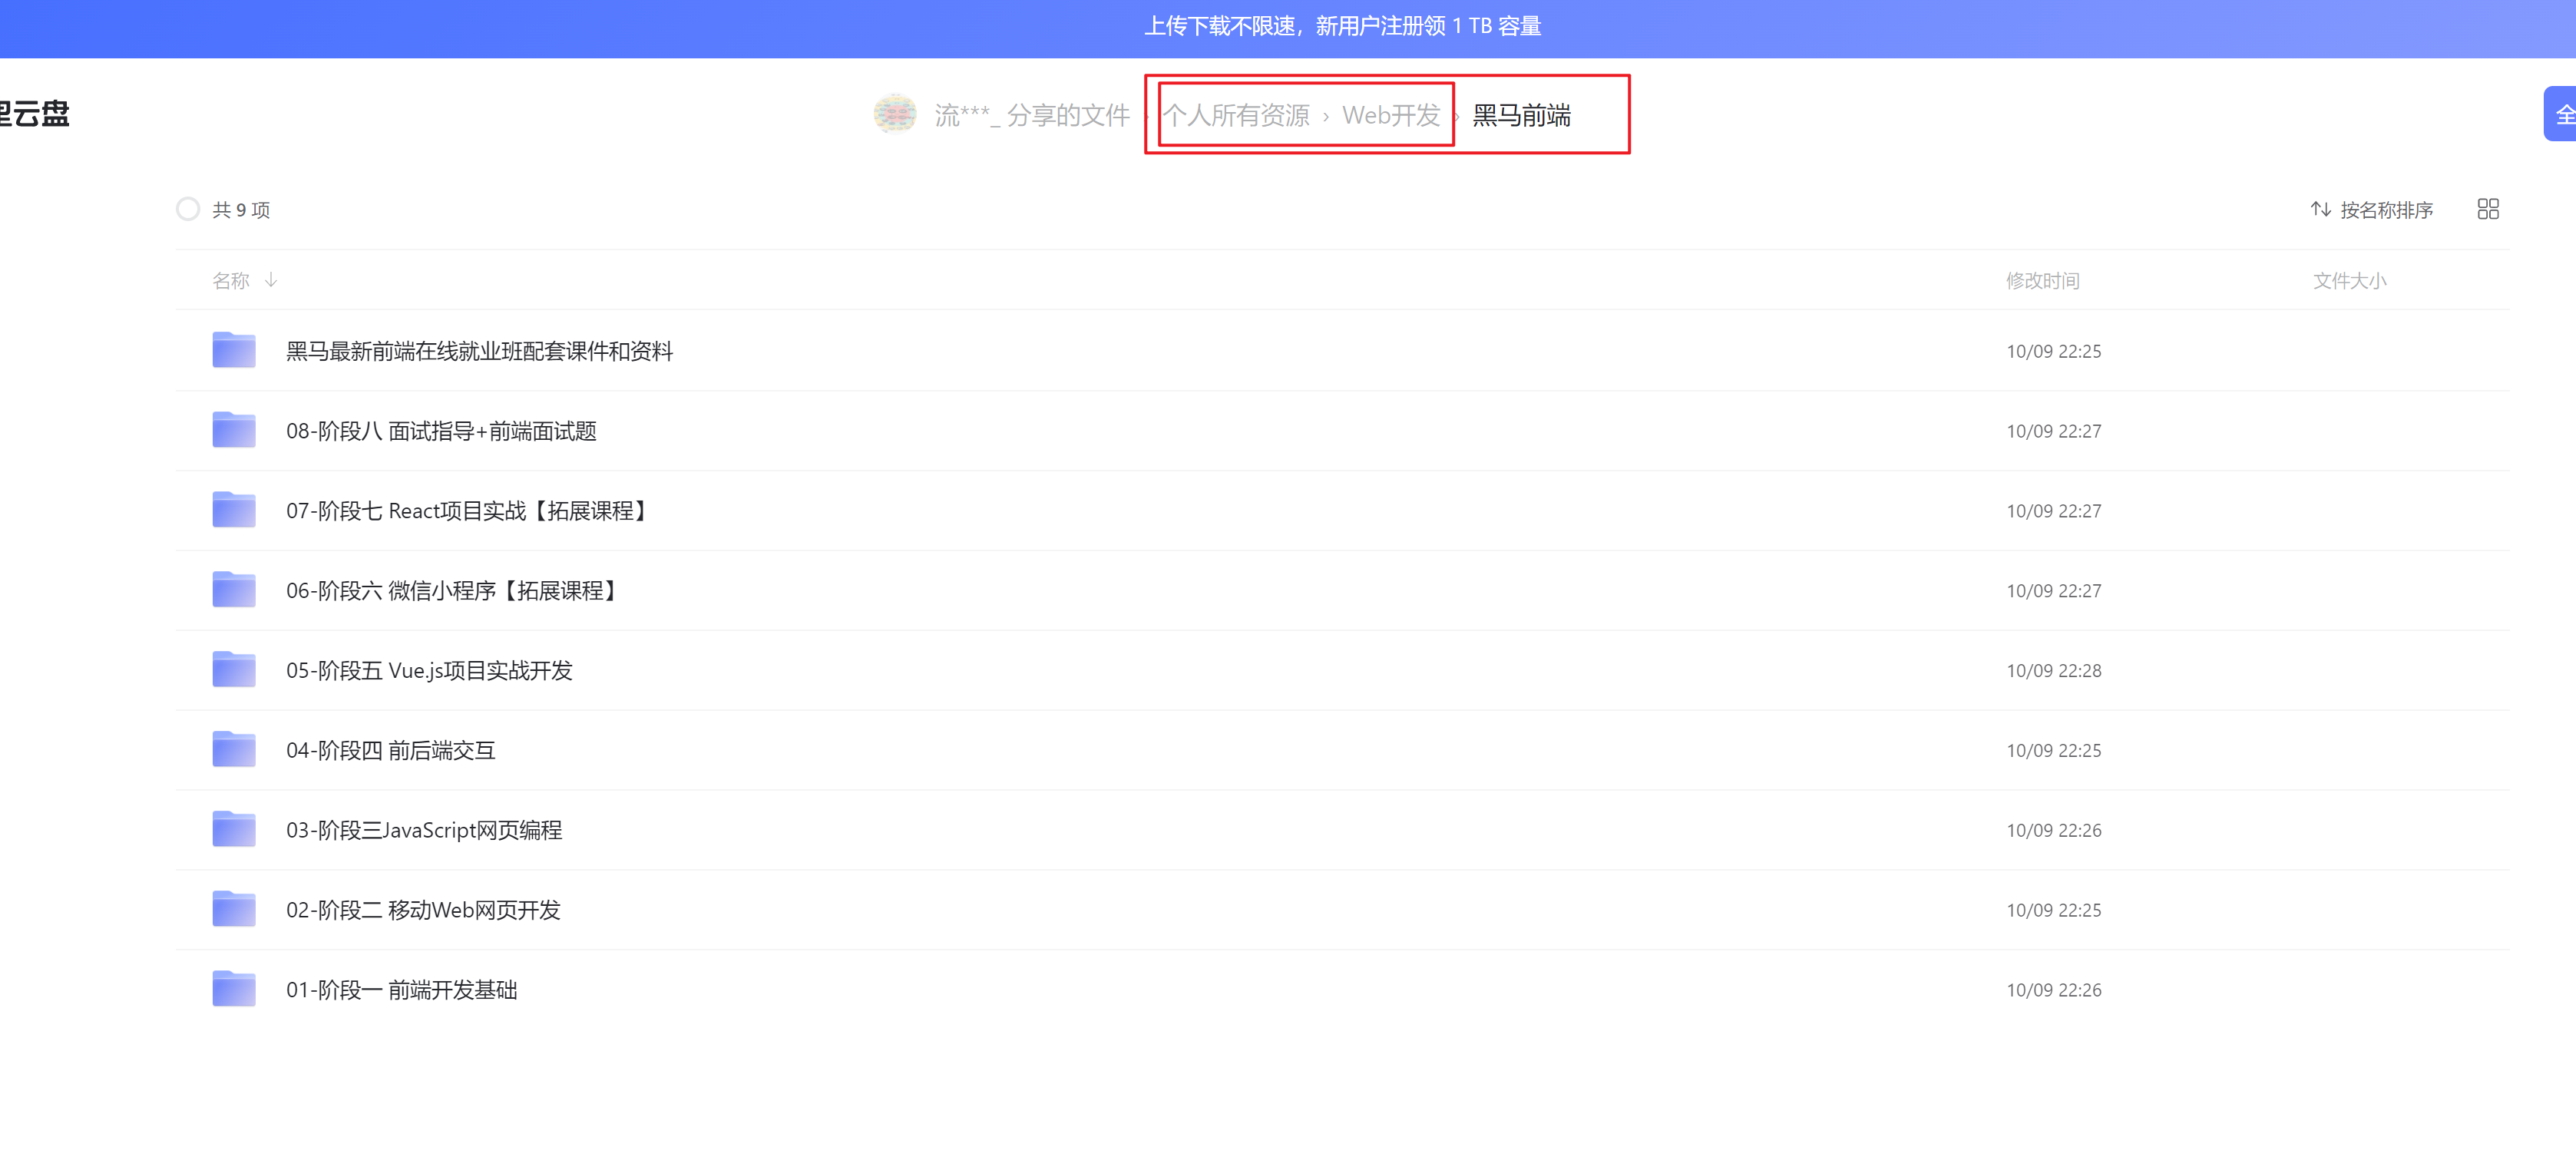 上传下载不限速，新用户注册领 1 TB 容量
里云盘
流***_ 分享的文件 › 个人所有资源 › Web开发 › 黑马前端
全
共 9 项
按名称排序
名称 ↓ 修改时间 文件大小
黑马最新前端在线就业班配套课件和资料 10/09 22:25
08-阶段八 面试指导+前端面试题 10/09 22:27
07-阶段七 React项目实战【拓展课程】 10/09 22:27
06-阶段六 微信小程序【拓展课程】 10/09 22:27
05-阶段五 Vue.js项目实战开发 10/09 22:28
04-阶段四 前后端交互 10/09 22:25
03-阶段三JavaScript网页编程 10/09 22:26
02-阶段二 移动Web网页开发 10/09 22:25
01-阶段一 前端开发基础 10/09 22:26